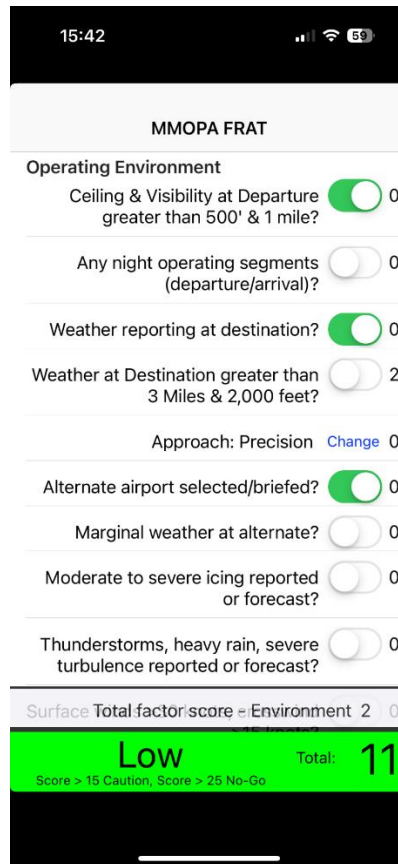 15:42
59
MMOPA FRAT
Operating Environment
Ceiling & Visibility at Departure
greater than 500' & 1 mile?
0
Any night operating segments
(departure/arrival)?
0
Weather reporting at destination?
0
Weather at Destination greater than
3 Miles & 2,000 feet?
2
Approach: Precision Change 0
Alternate airport selected/briefed?
0
Marginal weather at alternate?
0
Moderate to severe icing reported
or forecast?
0
Thunderstorms, heavy rain, severe
turbulence reported or forecast?
0
Surface
0
Total factor score - Environment 2
Low
Score > 15 Caution, Score > 25 No-Go
Total: 11